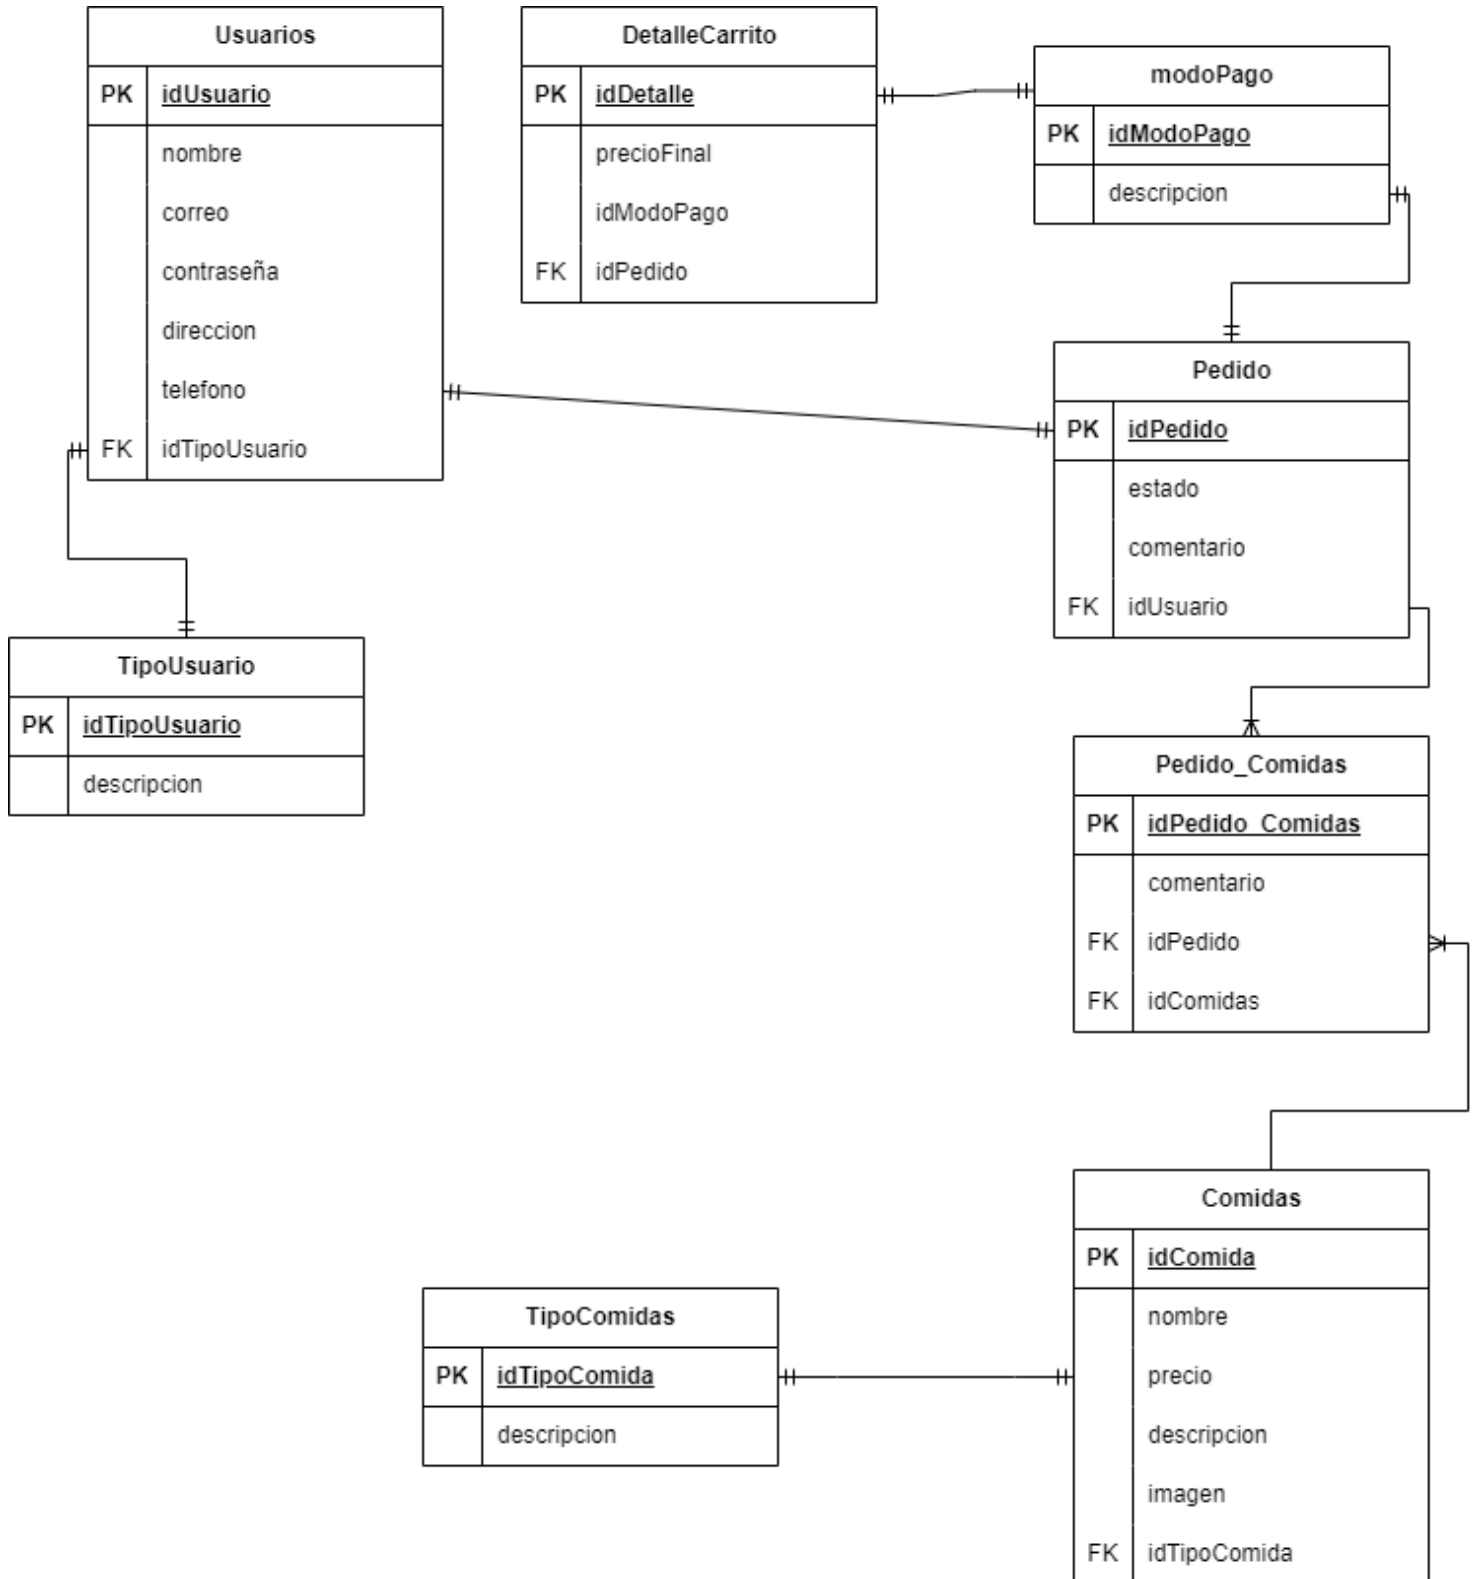 Usuarios
PK idUsuario
nombre
correo
contraseña
direccion
telefono
FK idTipoUsuario
DetalleCarrito
PK idDetalle
precioFinal
idModoPago
FK idPedido
modoPago
PK idModoPago
descripcion
Pedido
PK idPedido
estado
comentario
FK idUsuario
TipoUsuario
PK idTipoUsuario
descripcion
Pedido_Comidas
PK idPedido_Comidas
comentario
FK idPedido
FK idComidas
Comidas
PK idComida
nombre
precio
descripcion
imagen
FK idTipoComida
TipoComidas
PK idTipoComida
descripcion